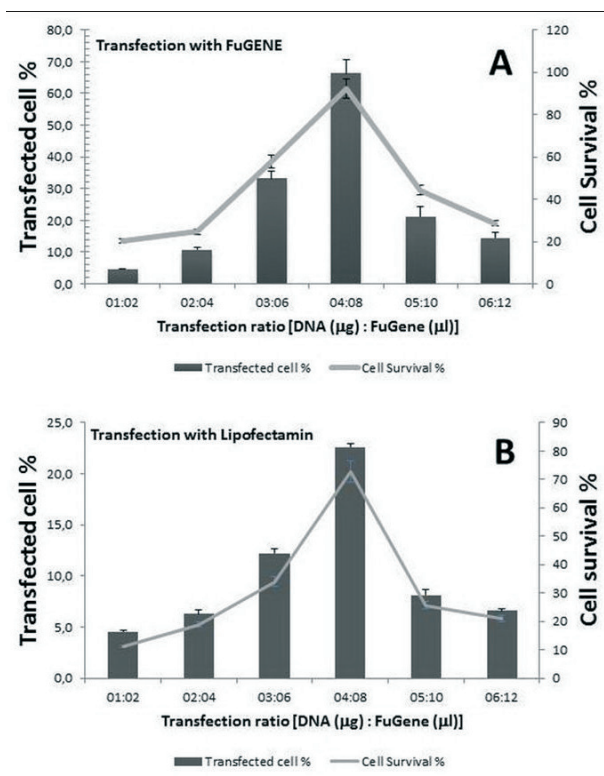 Transfection with FuGENE
A
Transfected cell %
80,0
70,0
60,0
50,0
40,0
30,0
20,0
10,0
0,0
120
100
80
60
40
20
0
Cell Survival %
01:02 02:04 03:06 04:08 05:10 06:12
Transfection ratio [DNA (µg) : FuGene (µl)]
Transfected cell % Cell Survival %
Transfection with Lipofectamin
B
Transfected cell %
25,0
20,0
15,0
10,0
5,0
0,0
90
80
70
60
50
40
30
20
10
0
Cell survival %
01:02 02:04 03:06 04:08 05:10 06:12
Transfection ratio [DNA (µg) : FuGene (µl)]
Transfected cell % Cell Survival %